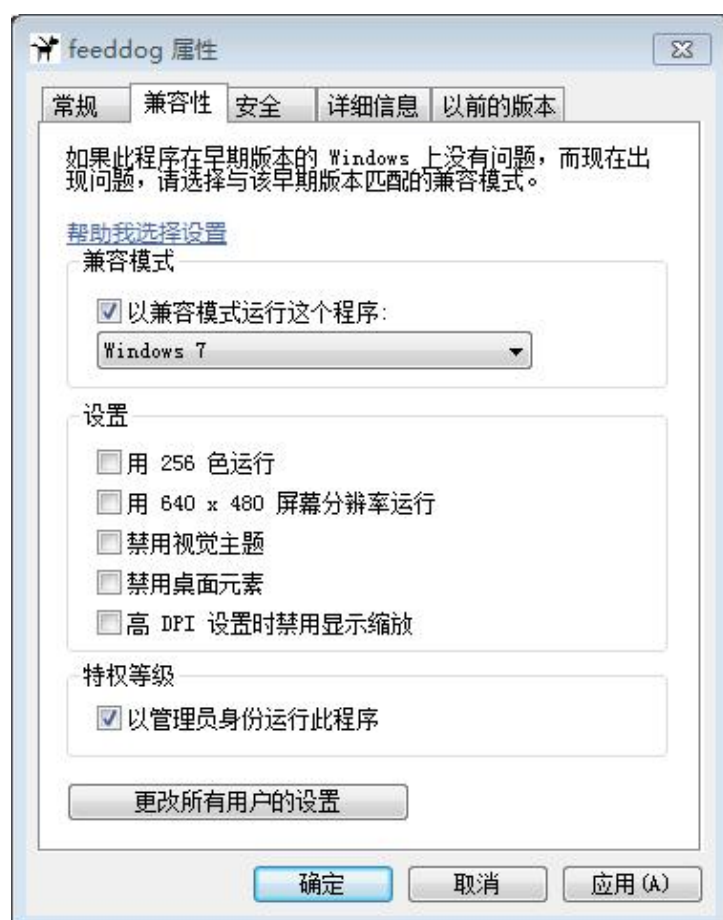 feeddog 属性
常规 兼容性 安全 详细信息 以前的版本
如果此程序在早期版本的 Windows 上没有问题，而现在出
现问题，请选择与该早期版本匹配的兼容模式。
帮助我选择设置
兼容模式
以兼容模式运行这个程序:
Windows 7
设置
用 256 色运行
用 640 x 480 屏幕分辨率运行
禁用视觉主题
禁用桌面元素
高 DPI 设置时禁用显示缩放
特权等级
以管理员身份运行此程序
更改所有用户的设置
确定 取消 应用(A)